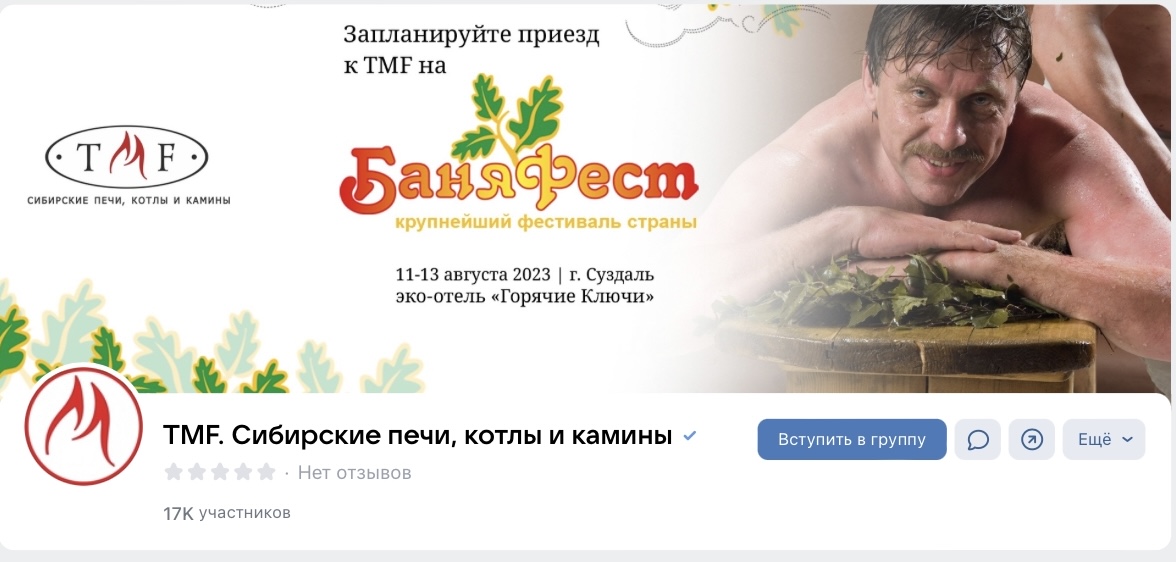 Запланируйте приезд
к TMF на
БаняФест
крупнейший фестиваль страны
11-13 августа 2023 | г. Суздаль
эко-отель «Горячие Ключи»
TMF
СИБИРСКИЕ ПЕЧИ, КОТЛЫ И КАМИНЫ
TMF. Сибирские печи, котлы и камины
· Нет отзывов
17K участников
Вступить в группу
Ещё